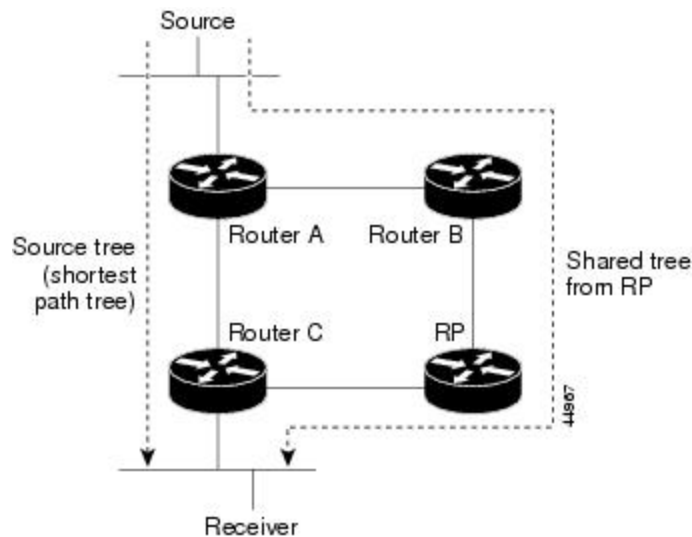 Source
Router A
Router B
Source tree
(shortest
path tree)
Shared tree
from RP
Router C
RP
44967
Receiver